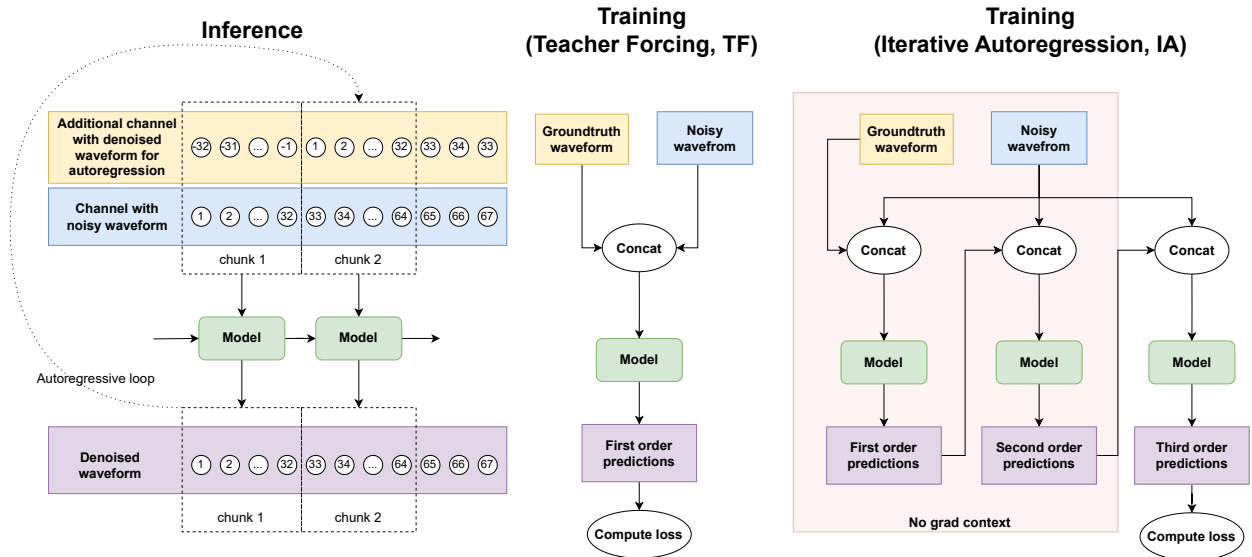 Inference
Training
(Teacher Forcing, TF)
Training
(Iterative Autoregression, IA)
Additional channel
with denoised
waveform for
autoregression
-32 -31 ... -1 1 2 ... 32 33 34 33
Channel with
noisy waveform
1 2 ... 32 33 34 ... 64 65 66 67
chunk 1 chunk 2
Model Model
Autoregressive loop
Denoised
waveform
1 2 ... 32 33 34 ... 64 65 66 67
chunk 1 chunk 2
Groundtruth
waveform
Noisy
wavefrom
Concat
Model
First order
predictions
Compute loss
Groundtruth
waveform
Noisy
wavefrom
Concat Concat Concat
Model Model Model
First order
predictions
Second order
predictions
Third order
predictions
No grad context
Compute loss